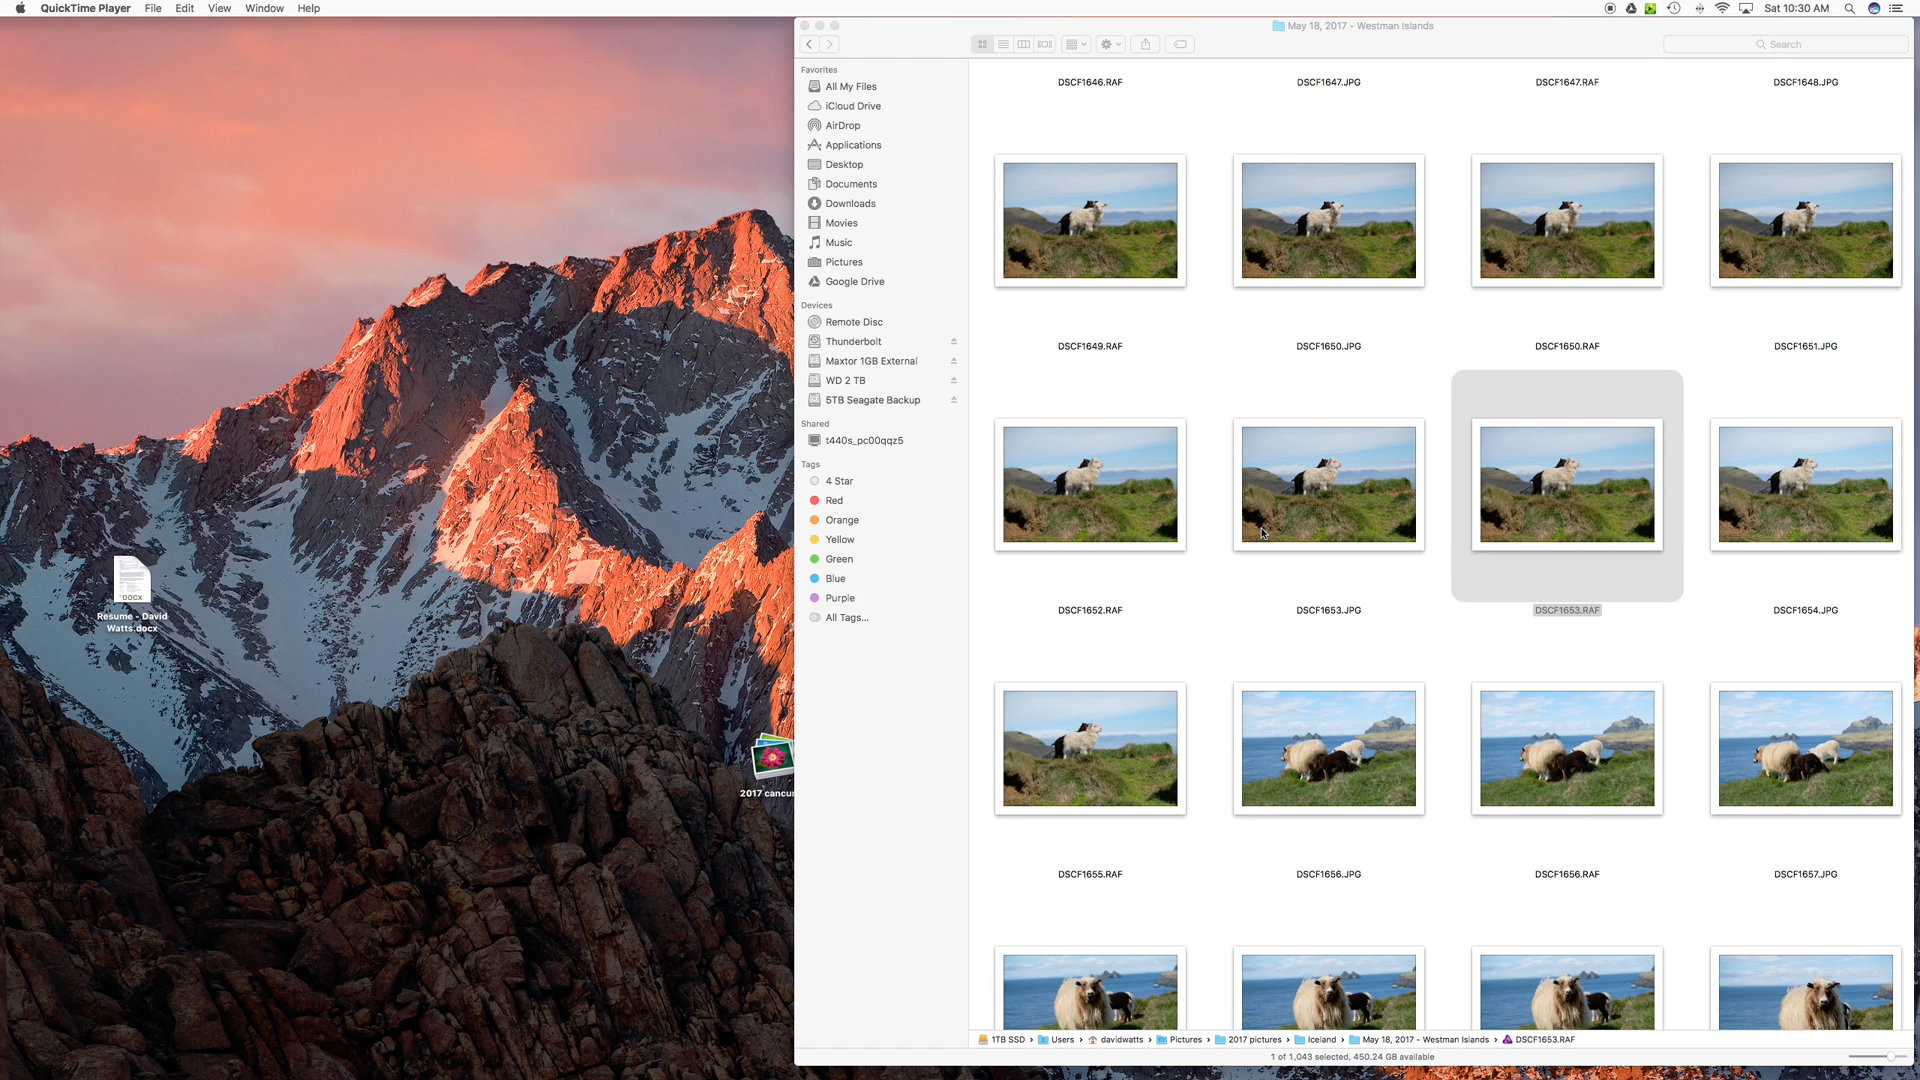 QuickTime Player File Edit View Window Help Sat 10:30 AM
May 18, 2017 - Westman Islands
Search
Favorites
All My Files
iCloud Drive
AirDrop
Applications
Desktop
Documents
Downloads
Movies
Music
Pictures
Google Drive
Devices
Remote Disc
Thunderbolt
Maxtor 1GB External
WD 2 TB
5TB Seagate Backup
Shared
t440s_pc00qqz5
Tags
4 Star
Red
Orange
Yellow
Green
Blue
Purple
All Tags...
DSCF1646.RAF DSCF1647.JPG DSCF1647.RAF DSCF1648.JPG
DSCF1649.RAF DSCF1650.JPG DSCF1650.RAF DSCF1651.JPG
DSCF1652.RAF DSCF1653.JPG DSCF1653.RAF DSCF1654.JPG
DSCF1655.RAF DSCF1656.JPG DSCF1656.RAF DSCF1657.JPG
1TB SSD › Users › davidwatts › Pictures › 2017 pictures › Iceland › May 18, 2017 - Westman Islands › DSCF1653.RAF
1 of 1,043 selected, 450.24 GB available
DOCX
Resume - David
Watts.docx
2017 cancun